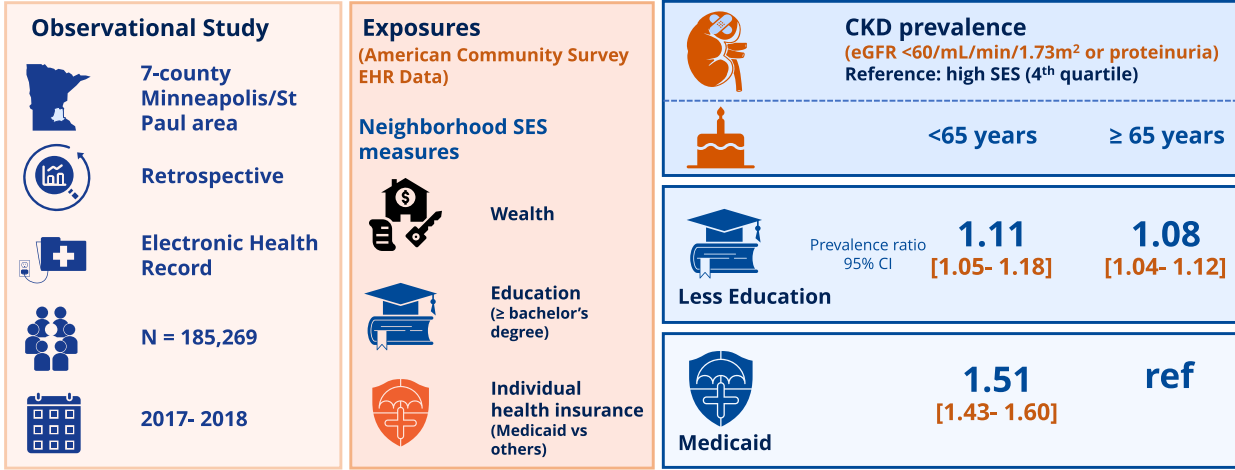 Observational Study
7-county
Minneapolis/St
Paul area
Retrospective
Electronic Health
Record
N = 185,269
2017- 2018
Exposures
(American Community Survey
EHR Data)
Neighborhood SES
measures
$
Wealth
Education
(≥ bachelor's
degree)
Individual
health insurance
(Medicaid vs
others)
CKD prevalence
(eGFR <60/mL/min/1.73m² or proteinuria)
Reference: high SES (4th quartile)
<65 years
≥ 65 years
Less Education
Prevalence ratio
95% CI
1.11
[1.05- 1.18]
1.08
[1.04- 1.12]
Medicaid
1.51
[1.43- 1.60]
ref